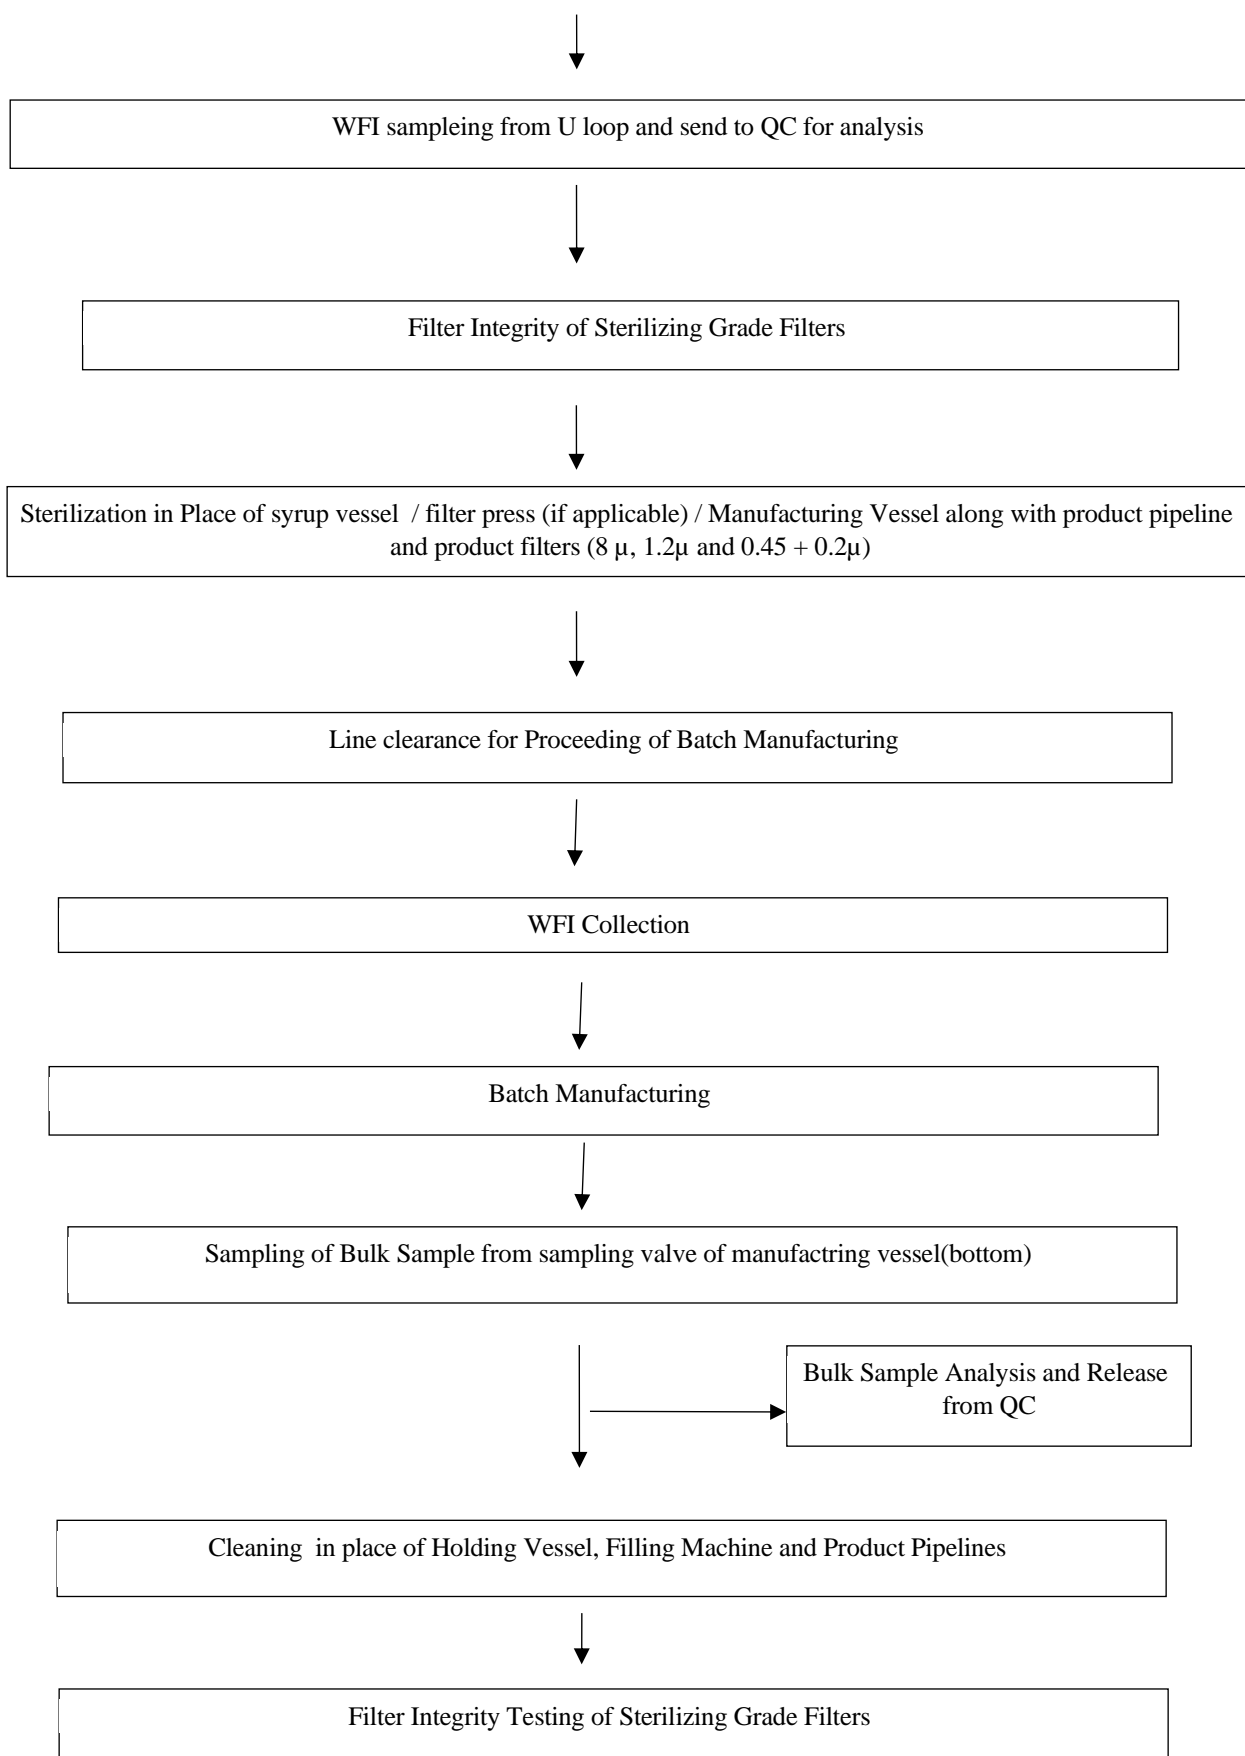 WFI sampleing from U loop and send to QC for analysis
Filter Integrity of Sterilizing Grade Filters
Sterilization in Place of syrup vessel / filter press (if applicable) / Manufacturing Vessel along with product pipeline
and product filters (8 µ, 1.2µ and 0.45 + 0.2µ)
Line clearance for Proceeding of Batch Manufacturing
WFI Collection
Batch Manufacturing
Sampling of Bulk Sample from sampling valve of manufactring vessel(bottom)
Bulk Sample Analysis and Release
from QC
Cleaning in place of Holding Vessel, Filling Machine and Product Pipelines
Filter Integrity Testing of Sterilizing Grade Filters